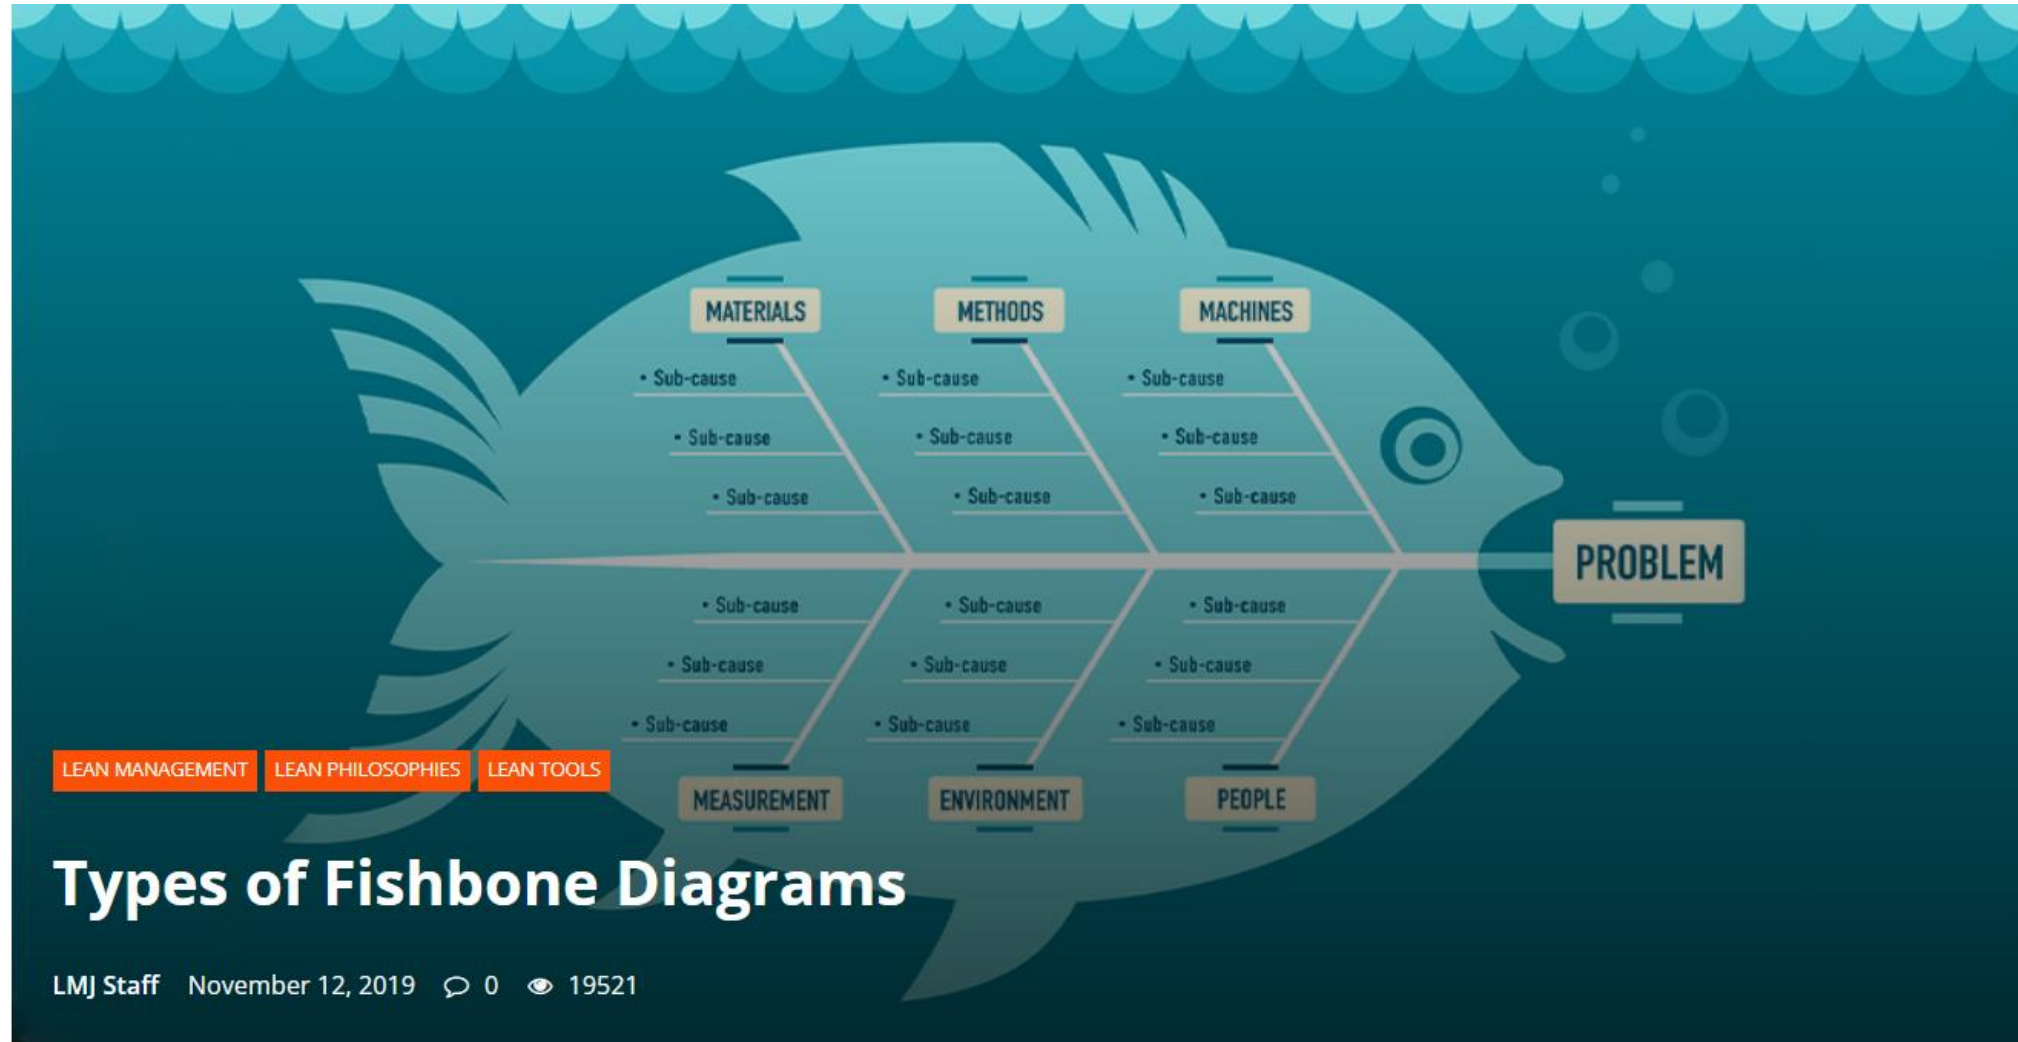 MATERIALS METHODS MACHINES
• Sub-cause • Sub-cause • Sub-cause
• Sub-cause • Sub-cause • Sub-cause
• Sub-cause • Sub-cause • Sub-cause
PROBLEM
• Sub-cause • Sub-cause • Sub-cause
• Sub-cause • Sub-cause • Sub-cause
• Sub-cause • Sub-cause • Sub-cause
MEASUREMENT ENVIRONMENT PEOPLE
LEAN MANAGEMENT LEAN PHILOSOPHIES LEAN TOOLS
Types of Fishbone Diagrams
LMJ Staff November 12, 2019 0 19521